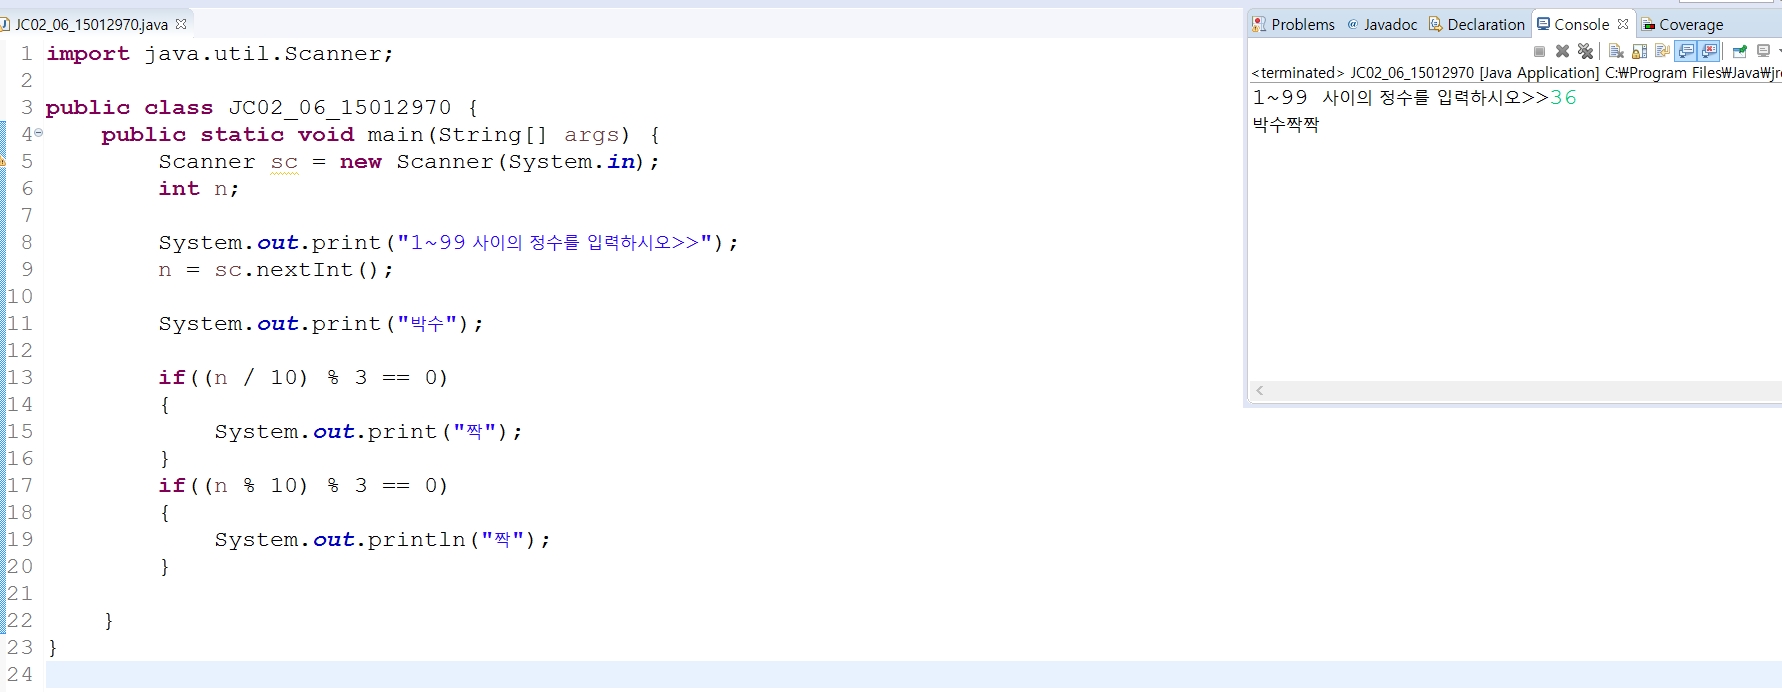 JC02_06_15012970.java
1 import java.util.Scanner;
2
3 public class JC02_06_15012970 {
4     public static void main(String[] args) {
5         Scanner sc = new Scanner(System.in);
6         int n;
7
8         System.out.print("1~99 사이의 정수를 입력하시오>>");
9         n = sc.nextInt();
10
11         System.out.print("박수");
12
13         if((n / 10) % 3 == 0)
14         {
15             System.out.print("짝");
16         }
17         if((n % 10) % 3 == 0)
18         {
19             System.out.println("짝");
20         }
21
22     }
23 }
24
Problems @ Javadoc Declaration Console Coverage
<terminated> JC02_06_15012970 [Java Application] C:₩Program Files₩Java₩jre
1~99 사이의 정수를 입력하시오>>36
박수짝짝